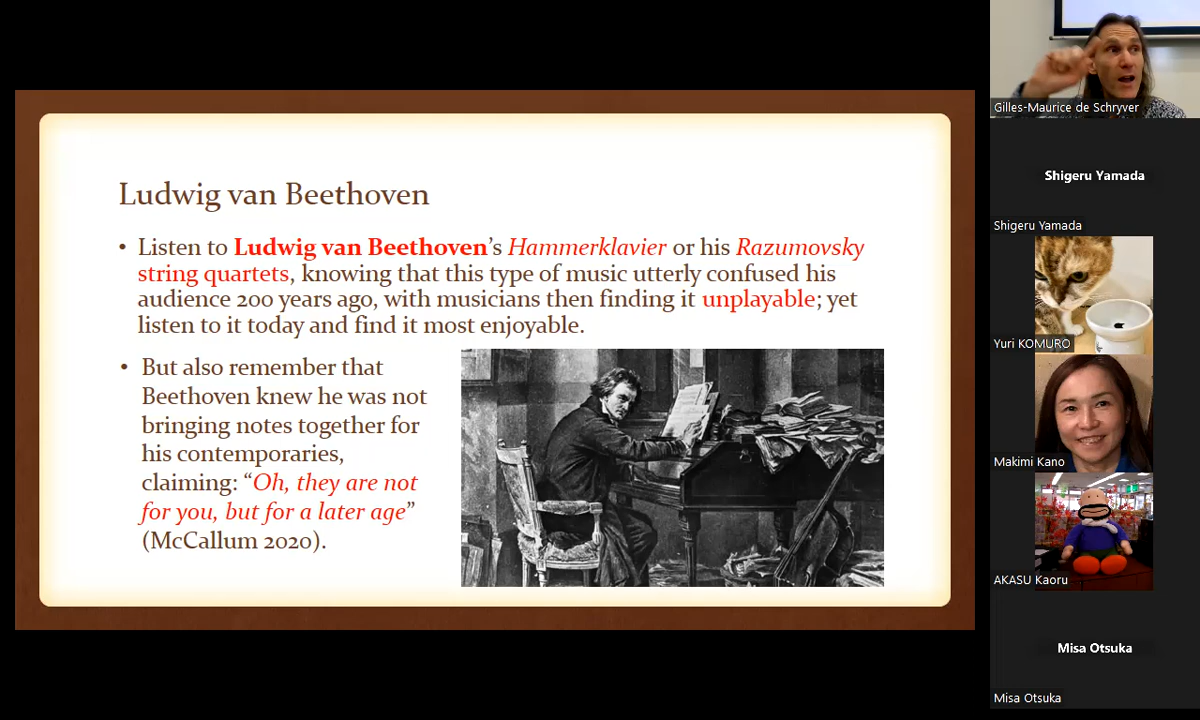 Ludwig van Beethoven
• Listen to Ludwig van Beethoven’s Hammerklavier or his Razumovsky
string quartets, knowing that this type of music utterly confused his
audience 200 years ago, with musicians then finding it unplayable; yet
listen to it today and find it most enjoyable.
• But also remember that
Beethoven knew he was not
bringing notes together for
his contemporaries,
claiming: “Oh, they are not
for you, but for a later age”
(McCallum 2020).
Gilles-Maurice de Schryver
Shigeru Yamada
Shigeru Yamada
Yuri KOMURO
Makimi Kano
AKASU Kaoru
Misa Otsuka
Misa Otsuka